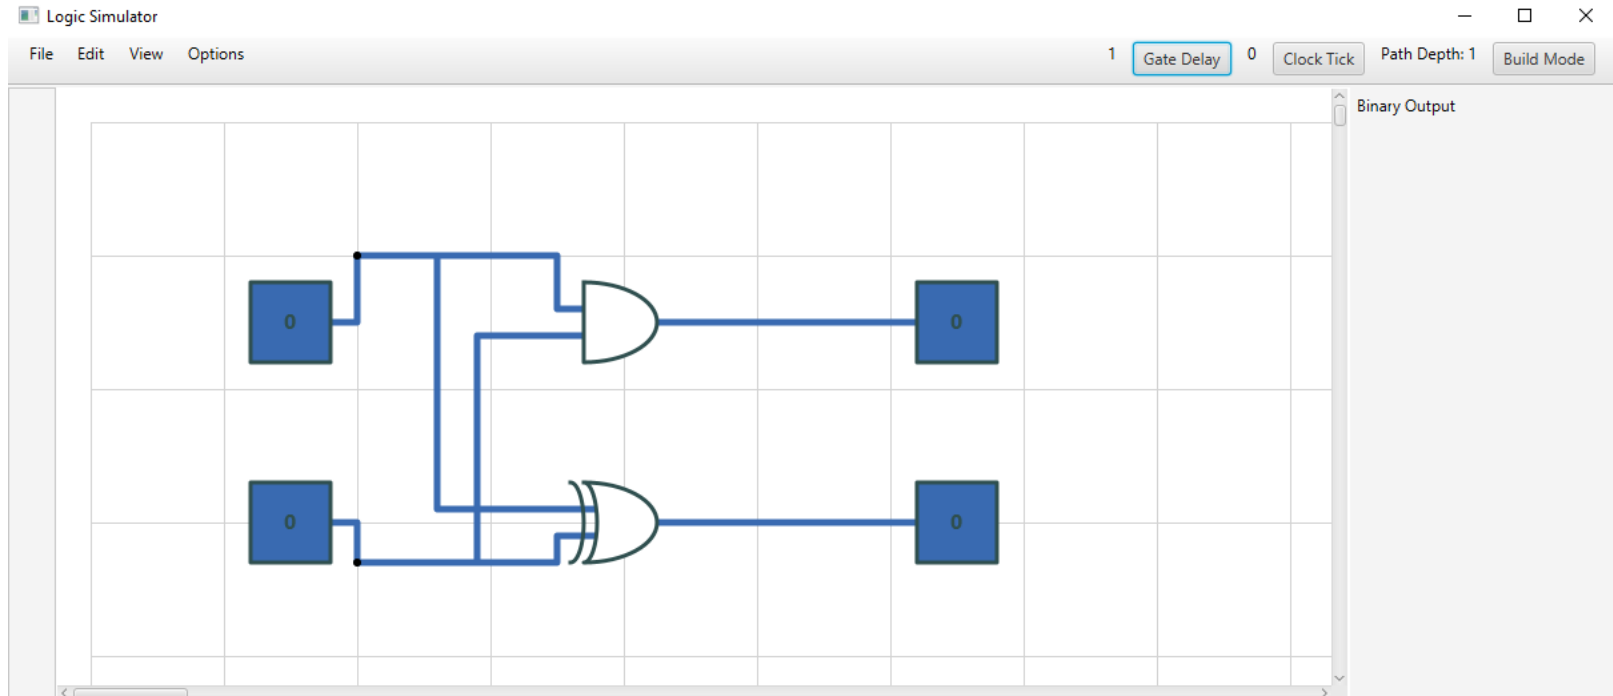 Logic Simulator
File Edit View Options 1 Gate Delay 0 Clock Tick Path Depth: 1 Build Mode
Binary Output
0 0
0 0